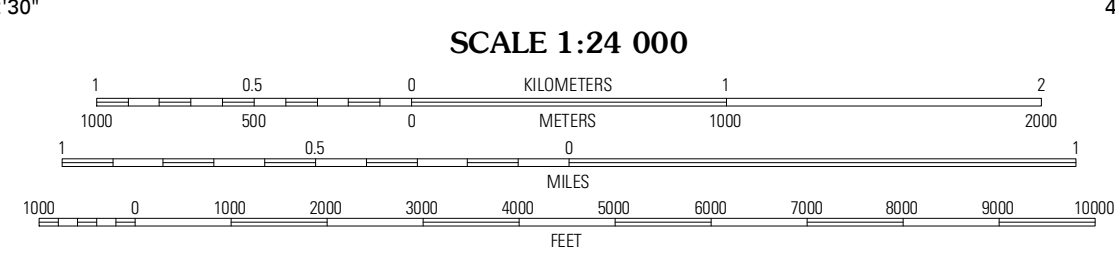 '30" 4
SCALE 1:24 000
1 0.5 0 KILOMETERS 1 2
1000 500 0 METERS 1000 2000
1 0.5 0 1
MILES
1000 0 1000 2000 3000 4000 5000 6000 7000 8000 9000 10000
FEET